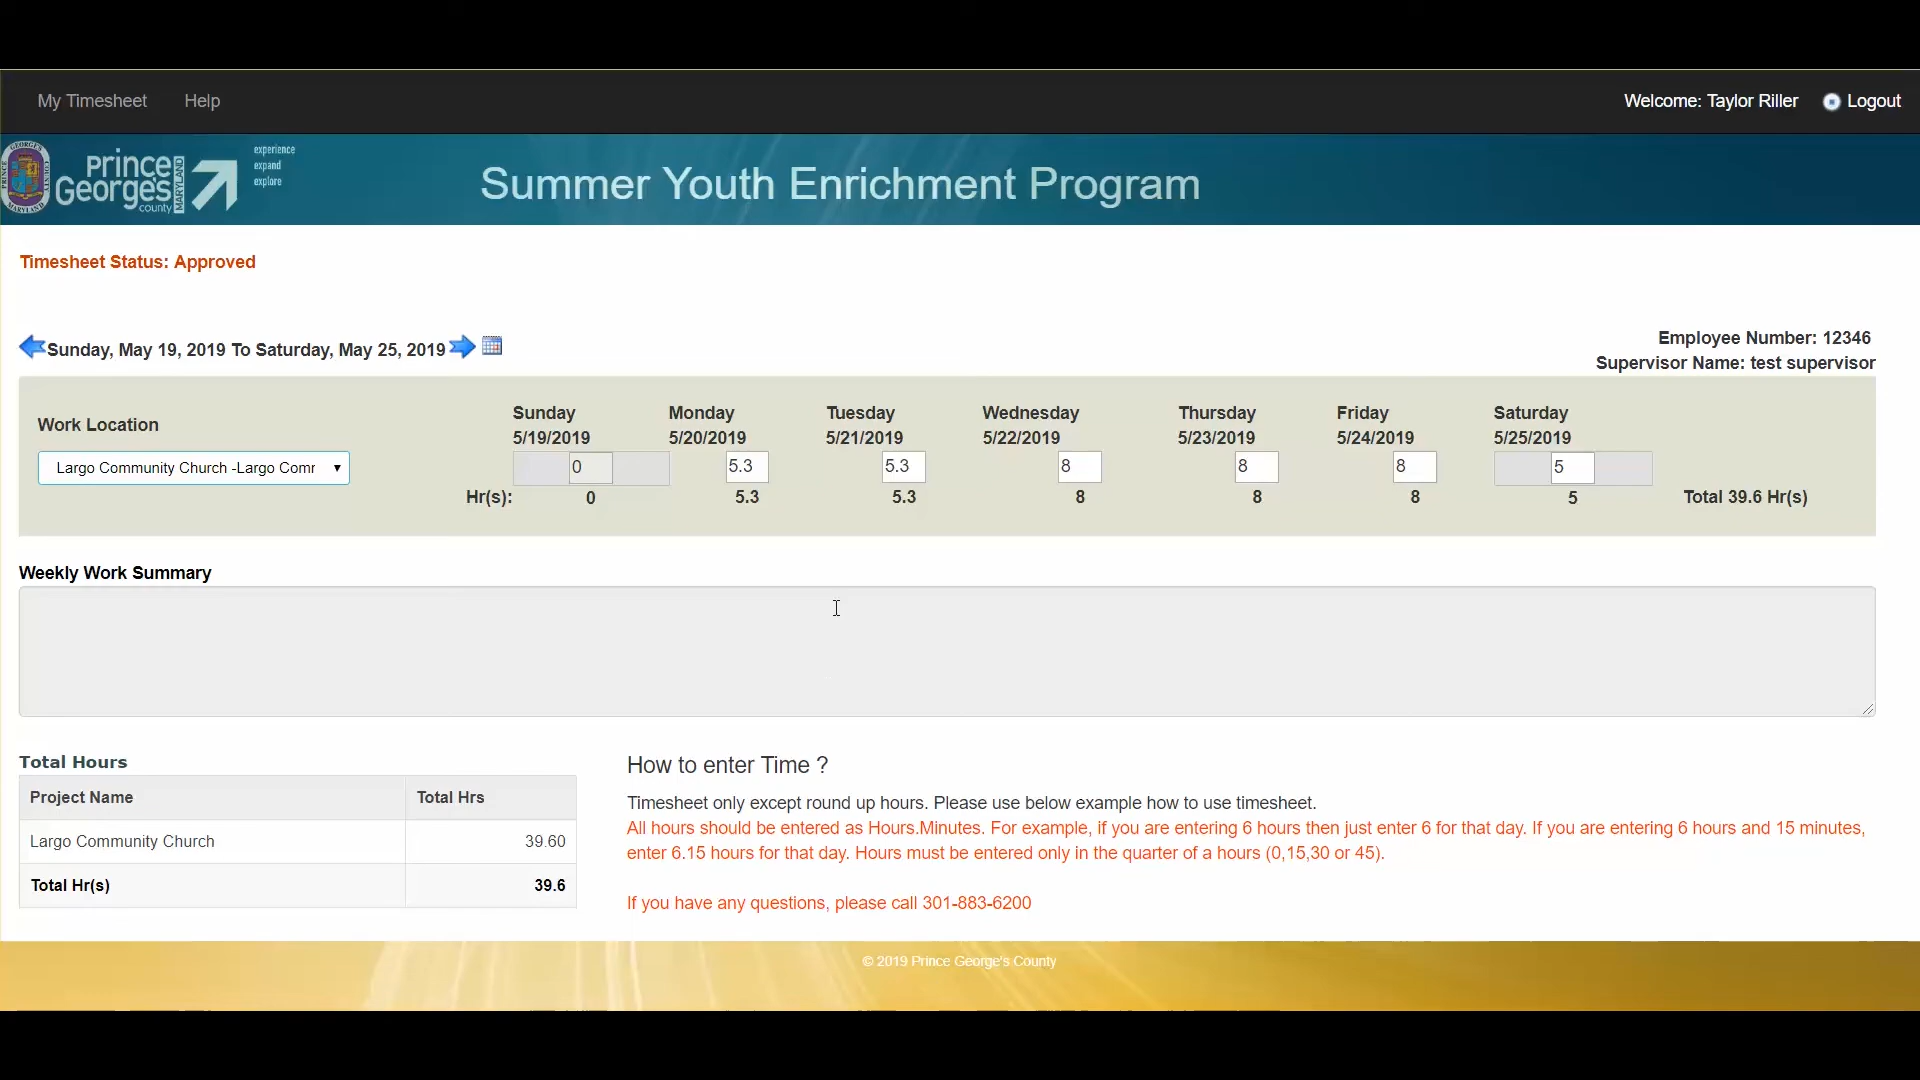 My Timesheet Help Welcome: Taylor Riller Logout
Prince George's county MARYLAND
experience
expand
explore
Summer Youth Enrichment Program
Timesheet Status: Approved
Sunday, May 19, 2019 To Saturday, May 25, 2019
Employee Number: 12346
Supervisor Name: test supervisor
Work Location
Largo Community Church -Largo Comr
Sunday Monday Tuesday Wednesday Thursday Friday Saturday
5/19/2019 5/20/2019 5/21/2019 5/22/2019 5/23/2019 5/24/2019 5/25/2019
0 5.3 5.3 8 8 8 5
Hr(s): 0 5.3 5.3 8 8 8 5 Total 39.6 Hr(s)
Weekly Work Summary
Total Hours
Project Name Total Hrs
Largo Community Church 39.60
Total Hr(s) 39.6
How to enter Time ?
Timesheet only except round up hours. Please use below example how to use timesheet.
All hours should be entered as Hours.Minutes. For example, if you are entering 6 hours then just enter 6 for that day. If you are entering 6 hours and 15 minutes,
enter 6.15 hours for that day. Hours must be entered only in the quarter of a hours (0,15,30 or 45).
If you have any questions, please call 301-883-6200
© 2019 Prince George's County